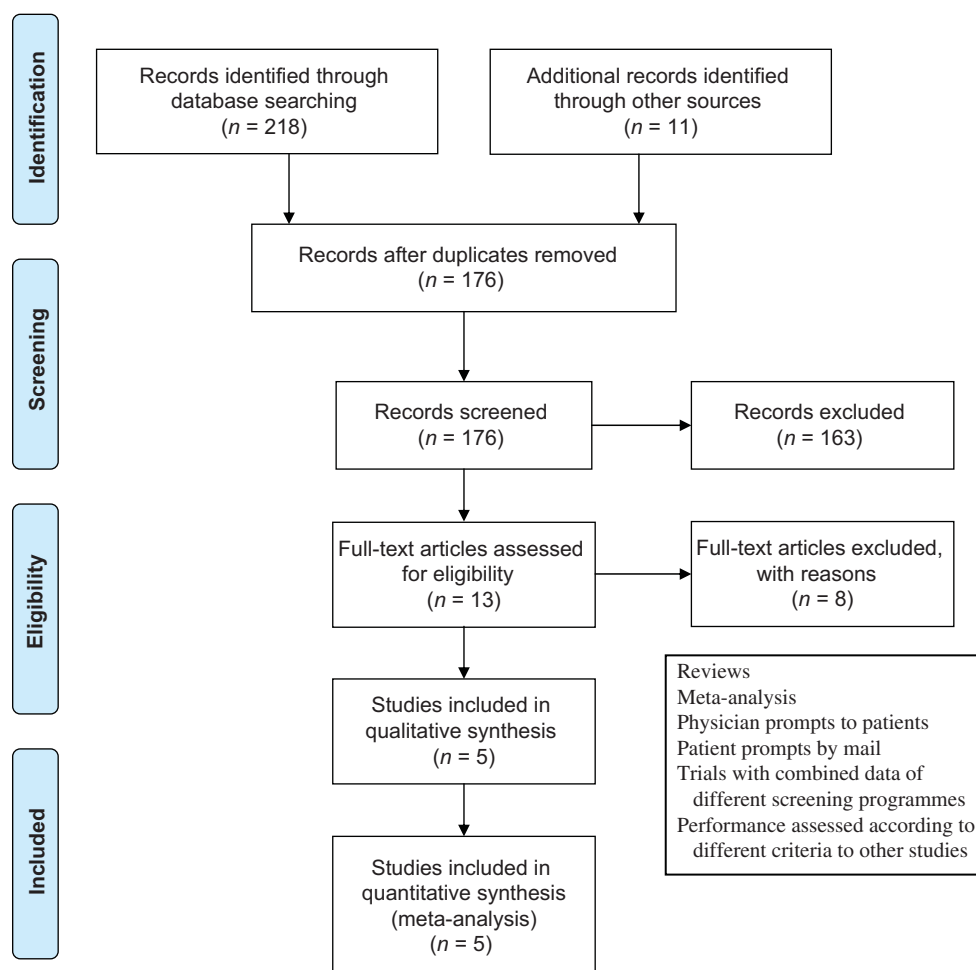 Identification
Records identified through
database searching
(n = 218)
Additional records identified
through other sources
(n = 11)
Records after duplicates removed
(n = 176)
Screening
Records screened
(n = 176)
Records excluded
(n = 163)
Eligibility
Full-text articles assessed
for eligibility
(n = 13)
Full-text articles excluded,
with reasons
(n = 8)
Reviews
Meta-analysis
Physician prompts to patients
Patient prompts by mail
Trials with combined data of
different screening programmes
Performance assessed according to
different criteria to other studies
Studies included in
qualitative synthesis
(n = 5)
Included
Studies included in
quantitative synthesis
(meta-analysis)
(n = 5)